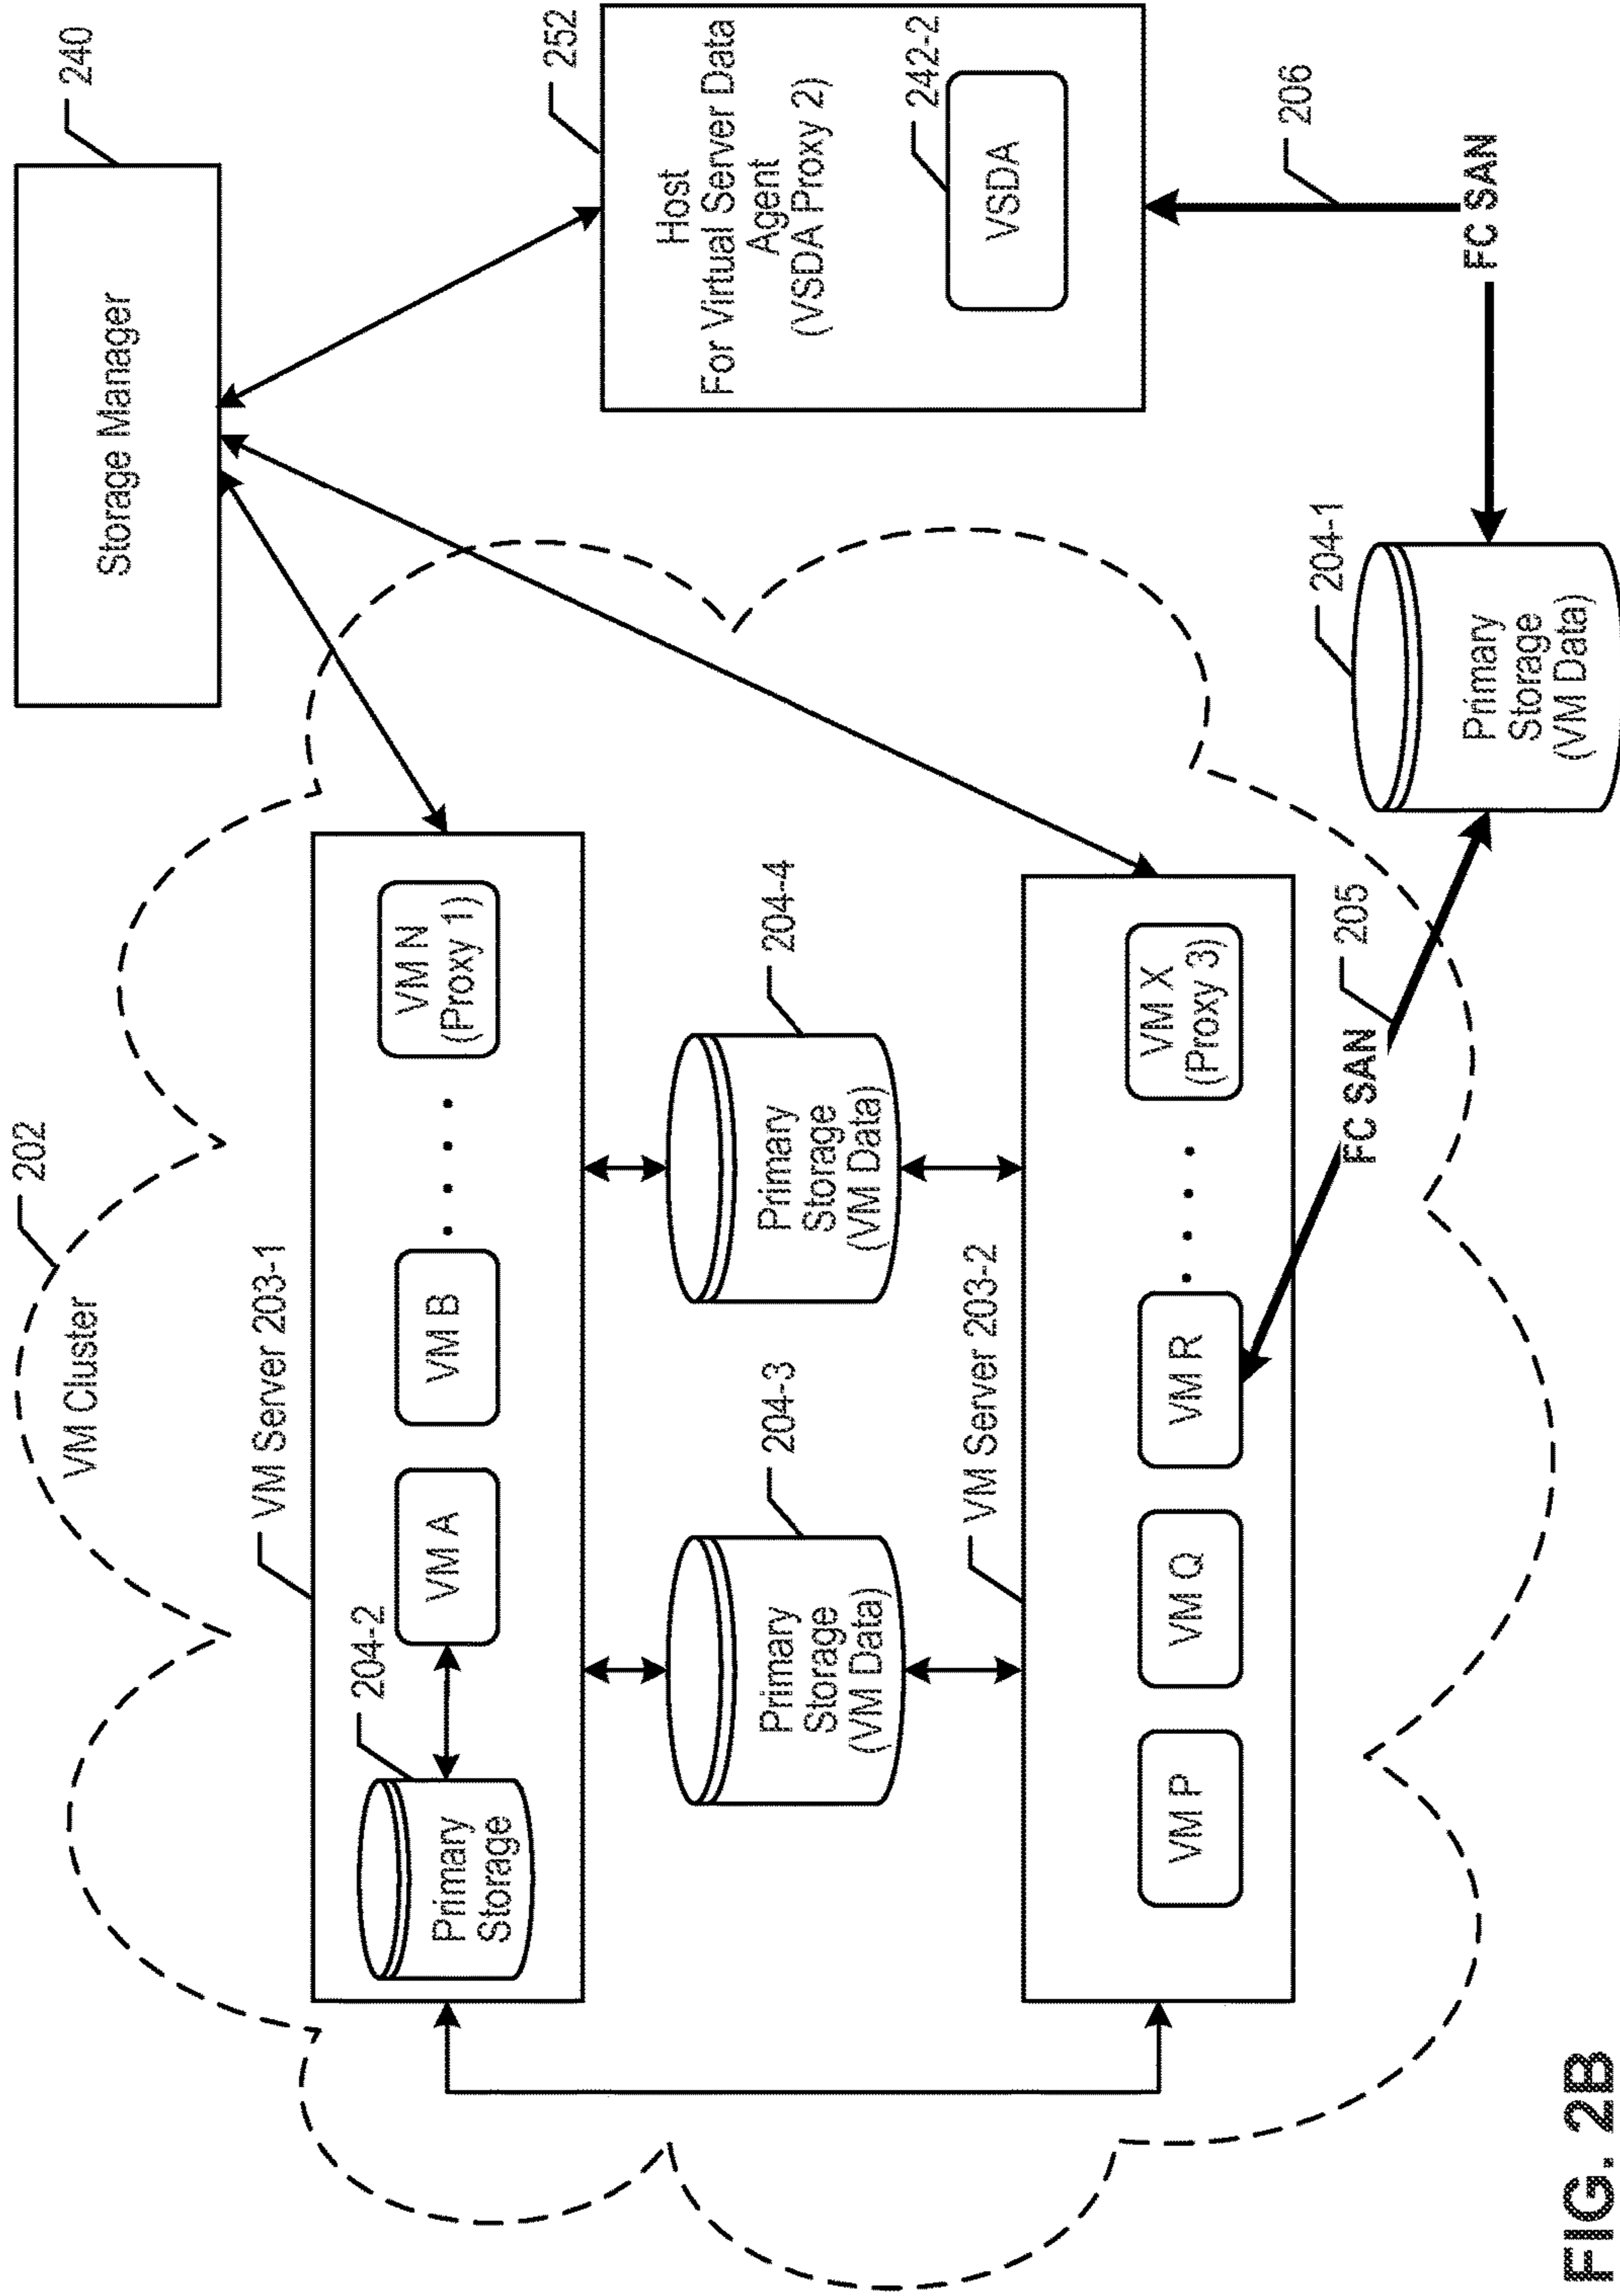 202
VM Cluster
Storage Manager
240
VM Server 203-1
204-2
Primary
Storage
VM A
VM B
VM N
(Proxy 1)
252
Host
For Virtual Server Data
Agent
(VSDA Proxy 2)
242-2
VSDA
204-3
Primary
Storage
(VM Data)
204-4
Primary
Storage
(VM Data)
VM Server 203-2
VM P
VM Q
VM R
VM X
(Proxy 3)
FC SAN
205
204-1
Primary
Storage
(VM Data)
206
FC SAN
FIG. 2B